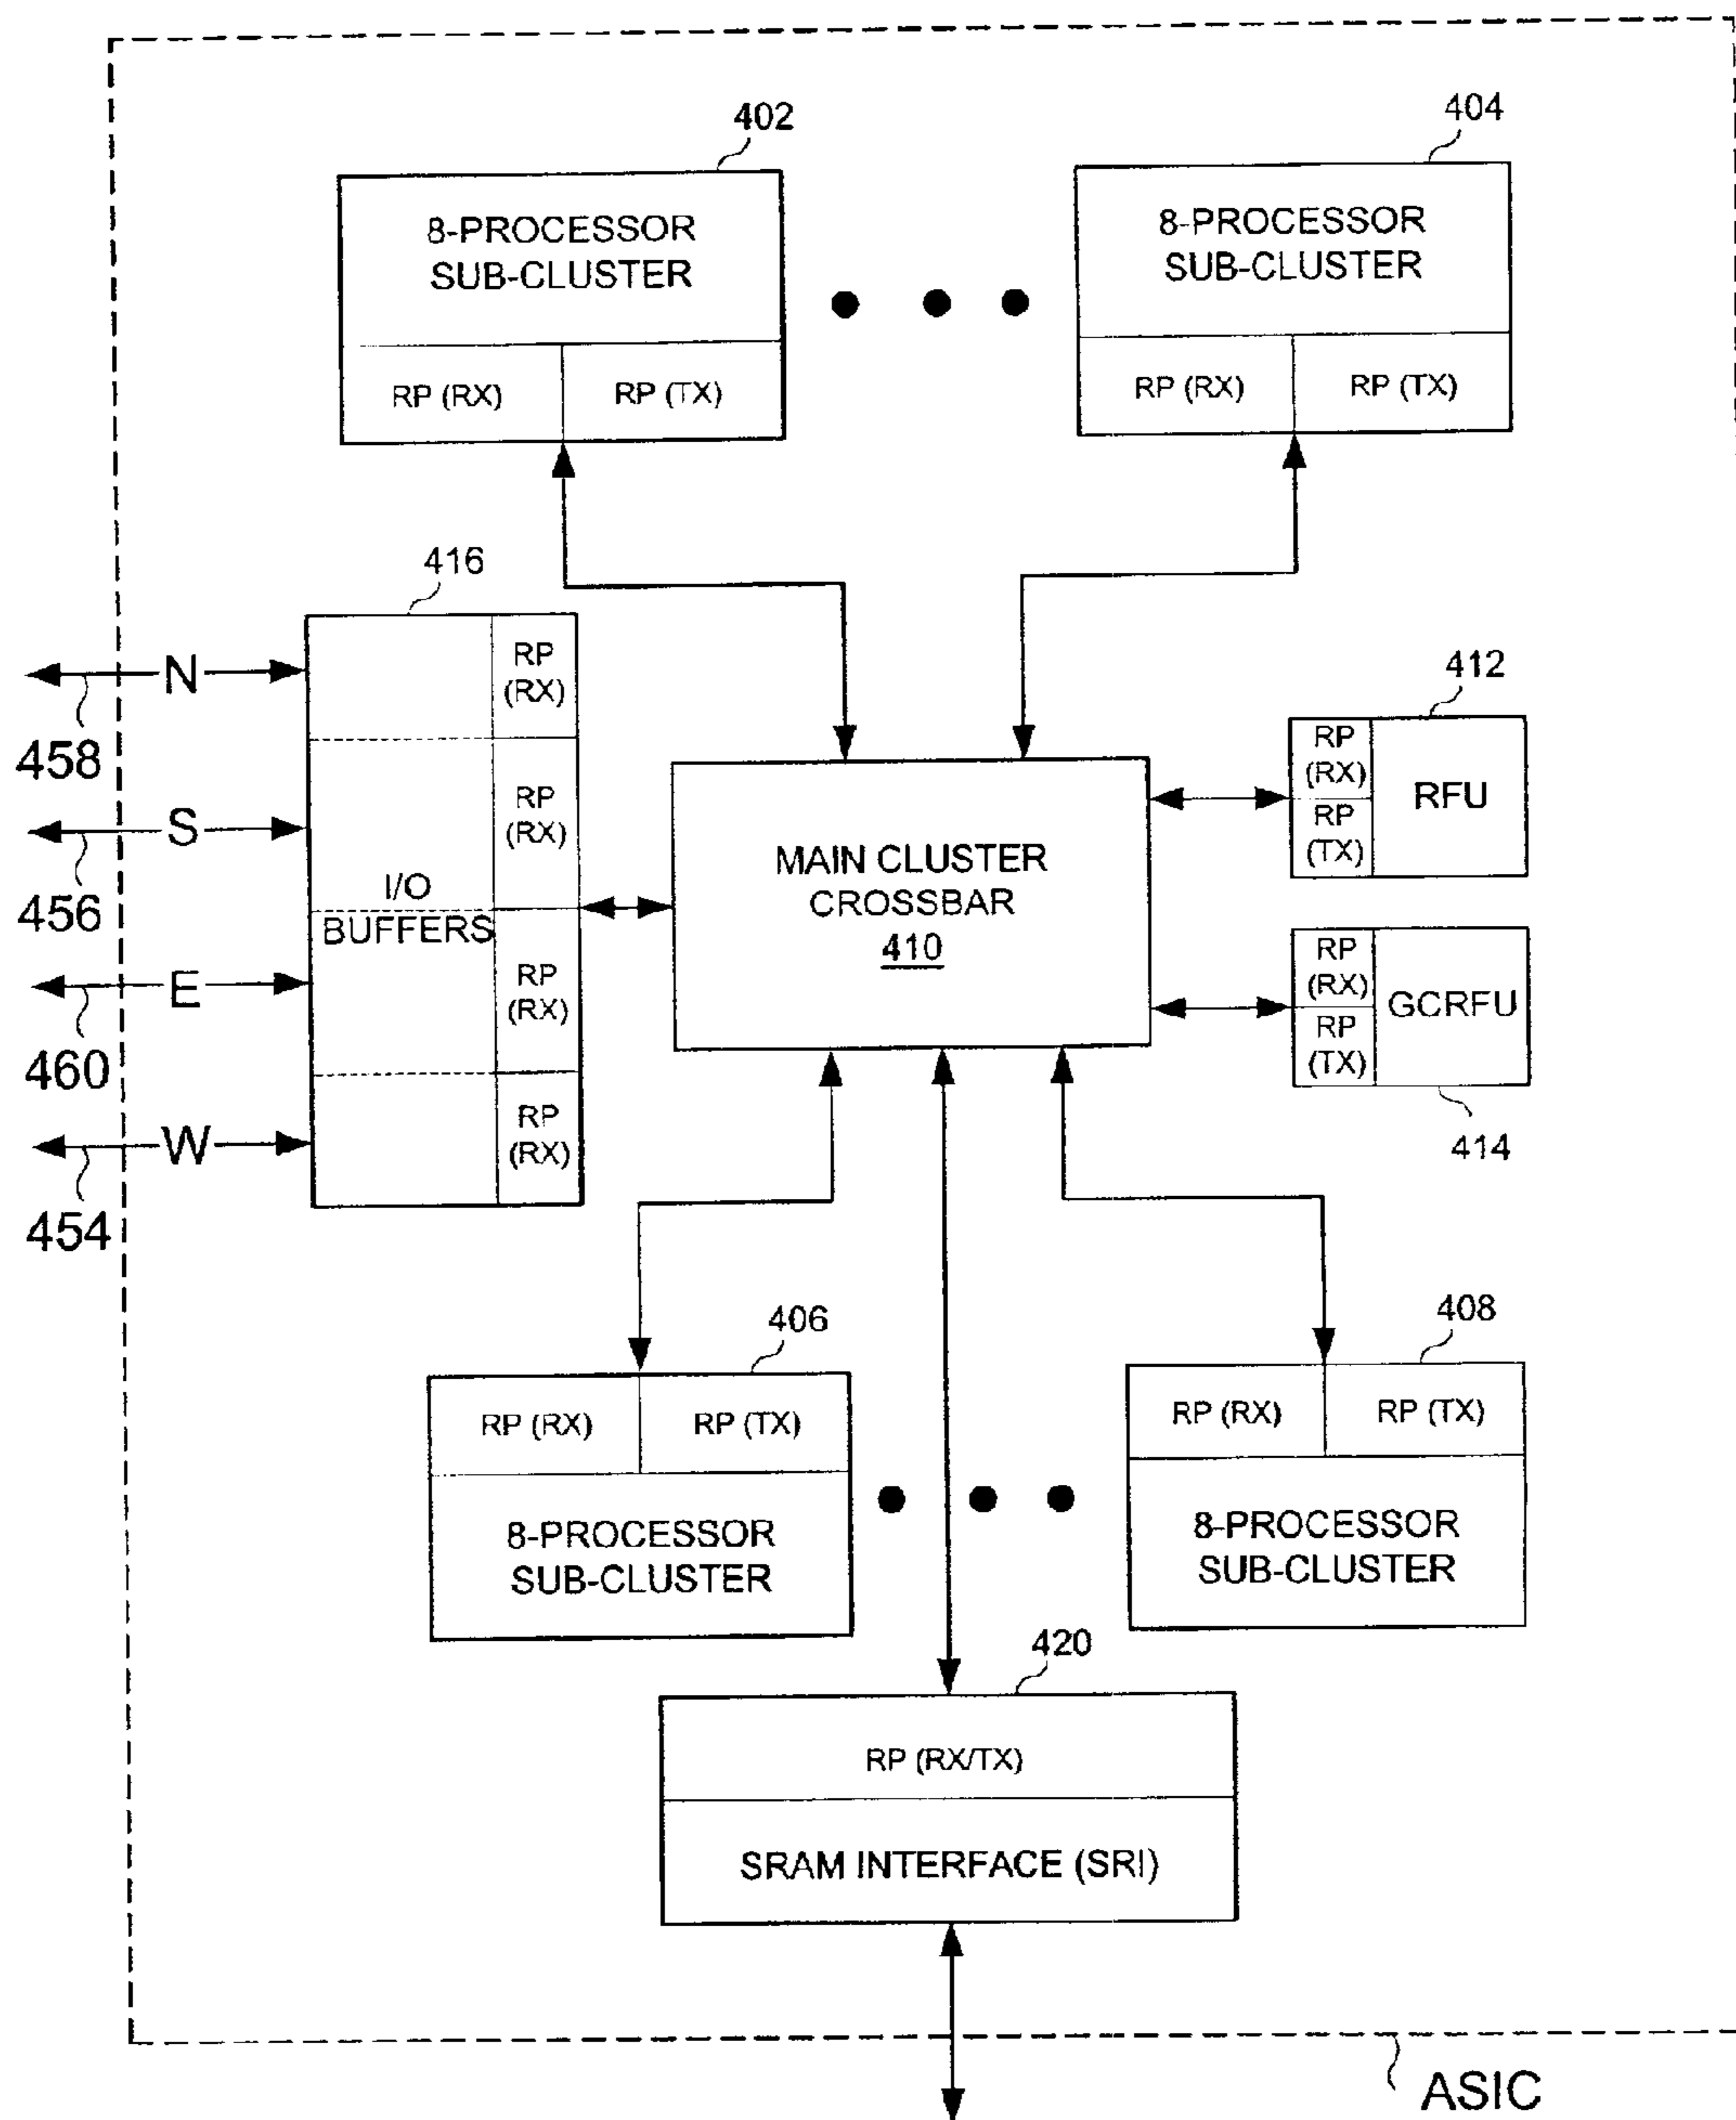 402
404
8-PROCESSOR
SUB-CLUSTER
RP (RX)
RP (TX)
8-PROCESSOR
SUB-CLUSTER
RP (RX)
RP (TX)
416
N
458
S
456
E
460
W
454
I/O
BUFFERS
RP
(RX)
RP
(RX)
RP
(RX)
RP
(RX)
MAIN CLUSTER
CROSSBAR
410
412
RP
(RX)
RP
(TX)
RFU
RP
(RX)
RP
(TX)
GCRFU
414
406
RP (RX)
RP (TX)
8-PROCESSOR
SUB-CLUSTER
408
RP (RX)
RP (TX)
8-PROCESSOR
SUB-CLUSTER
420
RP (RX/TX)
SRAM INTERFACE (SRI)
ASIC